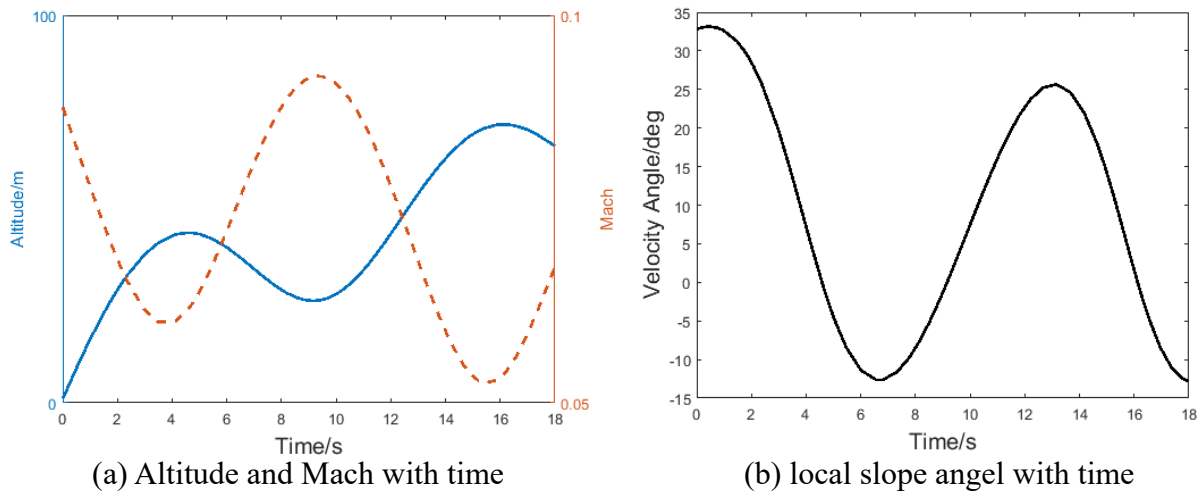 100
0
Altitude/m
0.1
0.05
Mach
0 2 4 6 8 10 12 14 16 18
Time/s
(a) Altitude and Mach with time
35
30
25
20
15
10
5
0
-5
-10
-15
Velocity Angle/deg
0 2 4 6 8 10 12 14 16 18
Time/s
(b) local slope angel with time